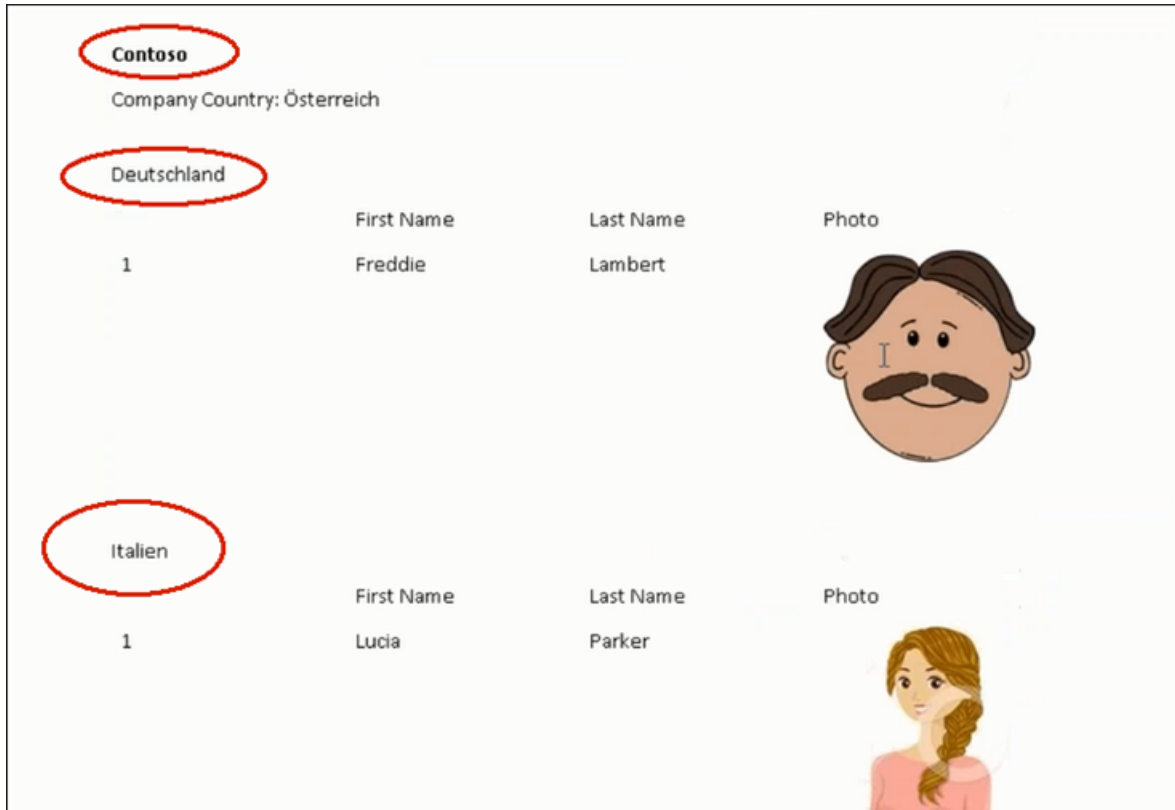 Contoso
Company Country: Österreich
Deutschland
First Name Last Name Photo
1 Freddie Lambert
Italien
First Name Last Name Photo
1 Lucia Parker